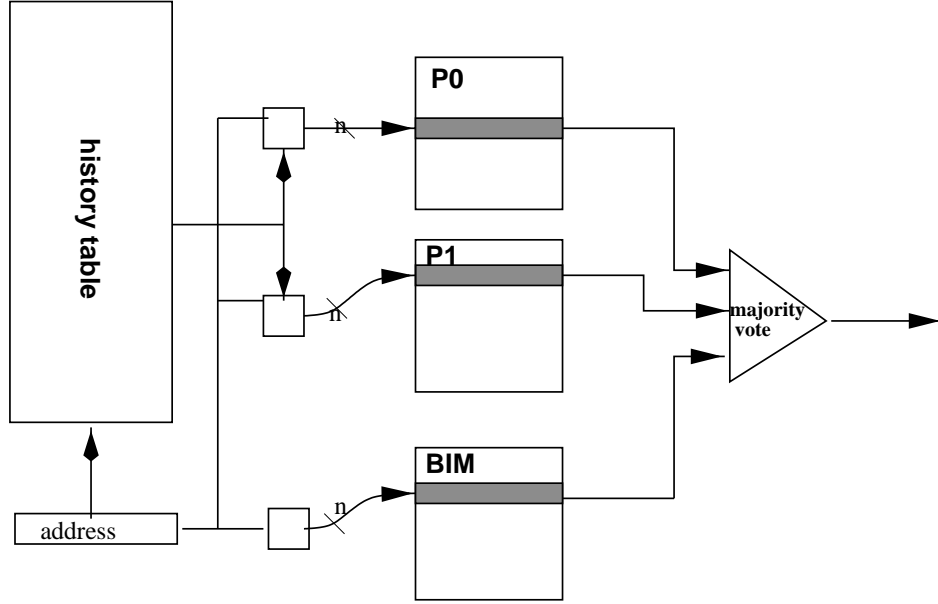 history table
address
n
n
n
P0
P1
BIM
majority
vote